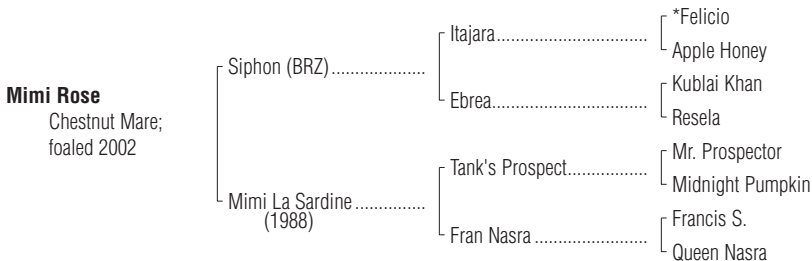 *Felicio
Itajara
Apple Honey
Siphon (BRZ)
Kublai Khan
Ebrea
Resela
Mimi Rose
Chestnut Mare;
foaled 2002
Mr. Prospector
Tank's Prospect
Midnight Pumpkin
Mimi La Sardine
(1988)
Francis S.
Fran Nasra
Queen Nasra